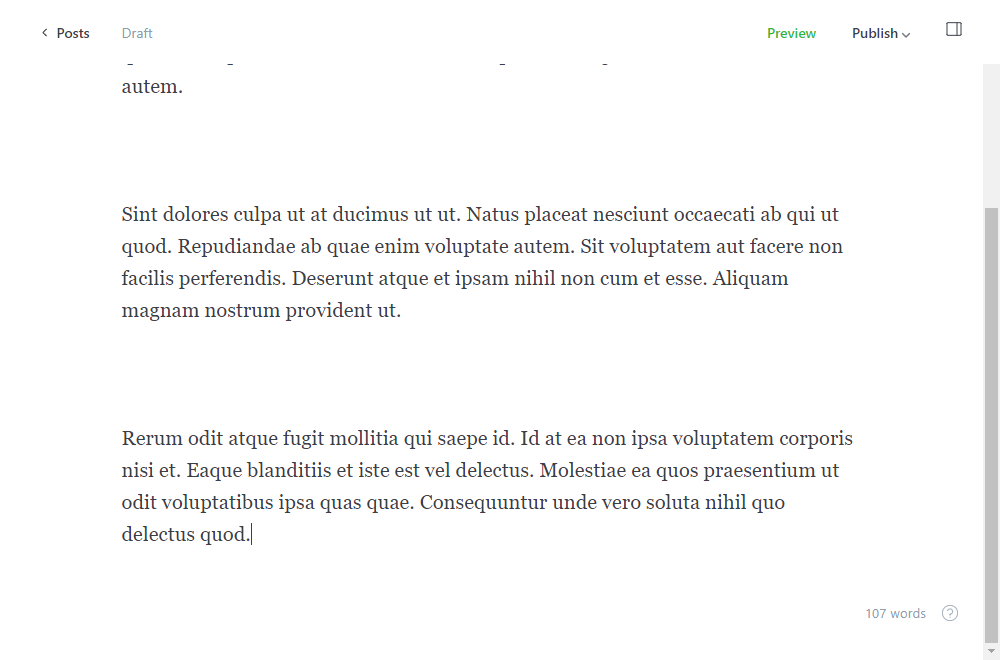 Posts
Draft
Preview
Publish
autem.
Sint dolores culpa ut at ducimus ut ut. Natus placeat nesciunt occaecati ab qui ut
quod. Repudiandae ab quae enim voluptate autem. Sit voluptatem aut facere non
facilis perferendis. Deserunt atque et ipsam nihil non cum et esse. Aliquam
magnam nostrum provident ut.
Rerum odit atque fugit mollitia qui saepe id. Id at ea non ipsa voluptatem corporis
nisi et. Eaque blanditiis et iste est vel delectus. Molestiae ea quos praesentium ut
odit voluptatibus ipsa quas quae. Consequuntur unde vero soluta nihil quo
delectus quod.
107 words
?